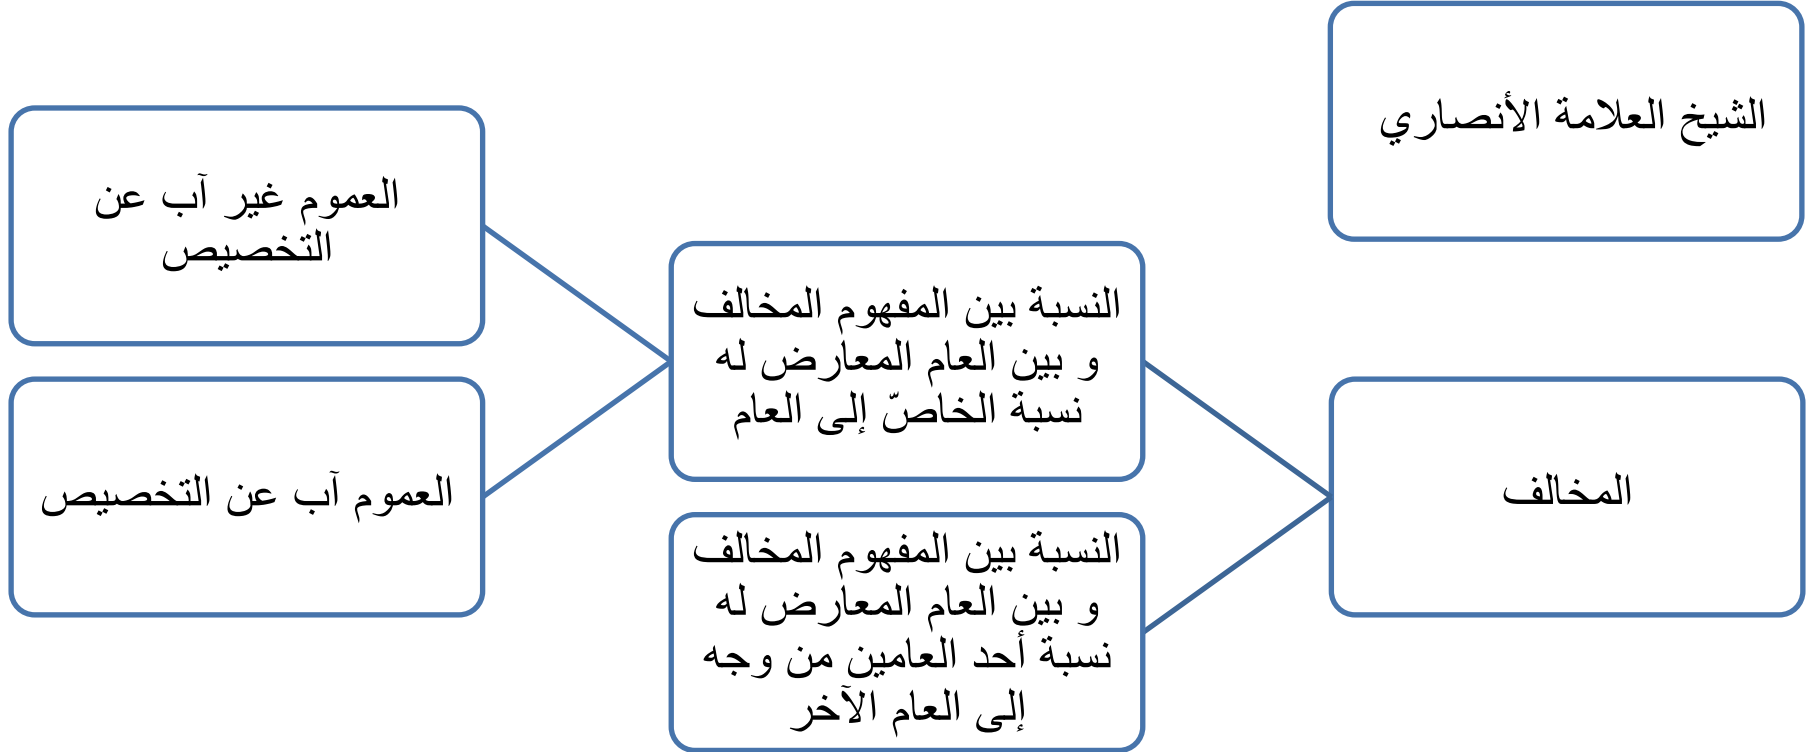 الشيخ العلامة الأنصاري
المخالف
النسبة بين المفهوم المخالف
و بين العام المعارض له
نسبة الخاصّ إلى العام
العموم غير آب عن
التخصيص
العموم آب عن التخصيص
النسبة بين المفهوم المخالف
و بين العام المعارض له
نسبة أحد العامين من وجه
إلى العام الآخر